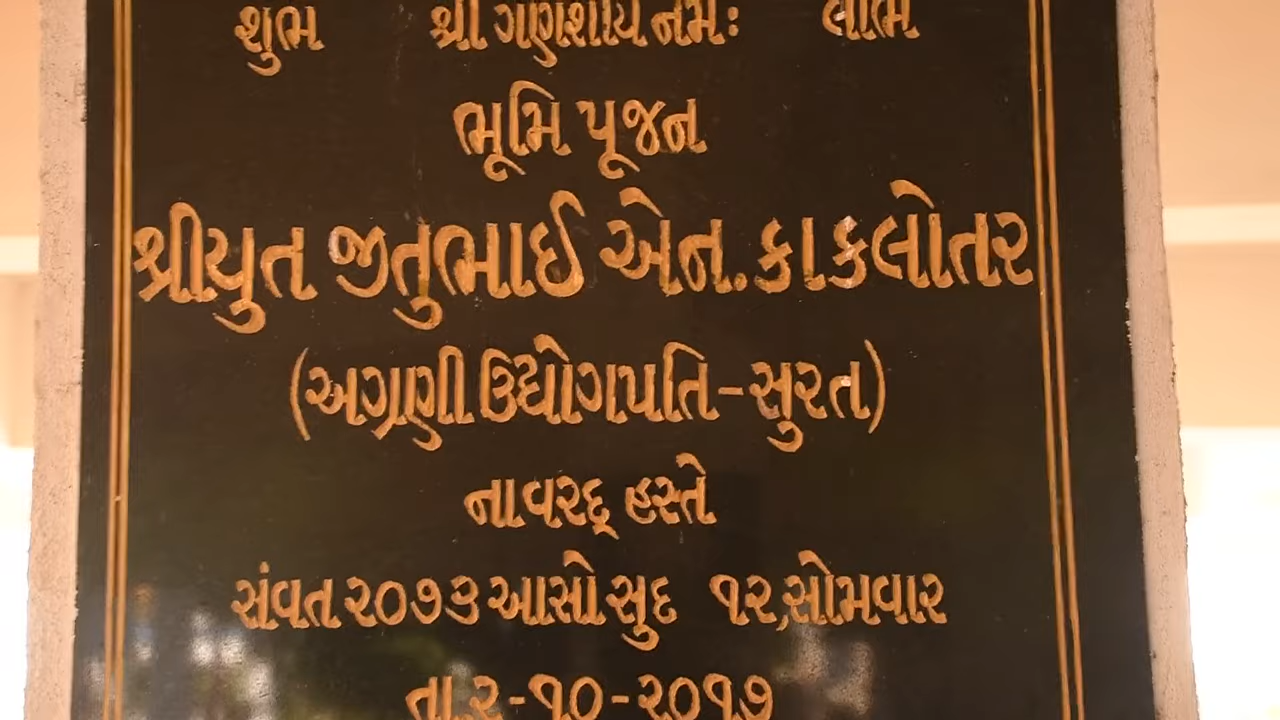 શુભ શ્રી ગણેશાય નમઃ લાભ
ભૂમિ પૂજન
શ્રીયુત જીતુભાઈ એન.કાકલોતર
(અગ્રણી ઉદ્યોગપતિ-સુરત)
નાવરદ્ હસ્તે
સંવત ૨૦૭૩ આસો સુદ ૧૨,સોમવાર
તા.૨-૧૦-૨૦૧૭